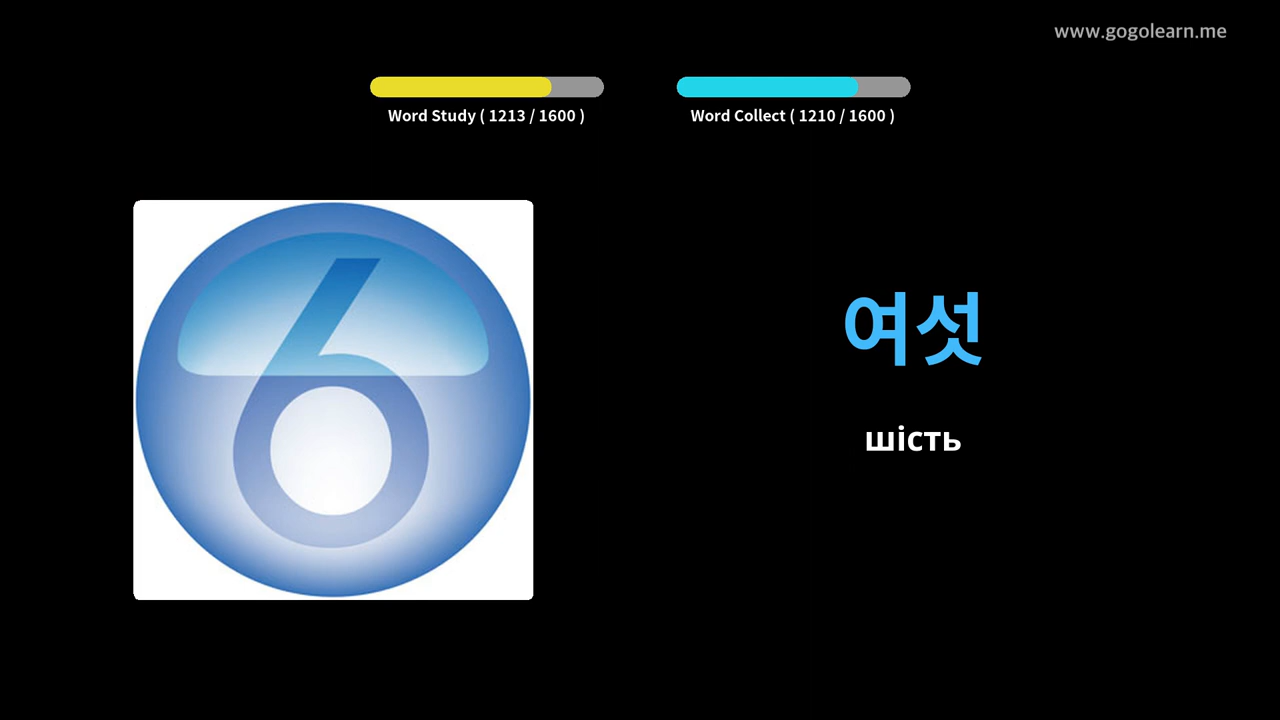 www.gogolearn.me
Word Study ( 1213 / 1600 )
Word Collect ( 1210 / 1600 )
6
여섯
шість